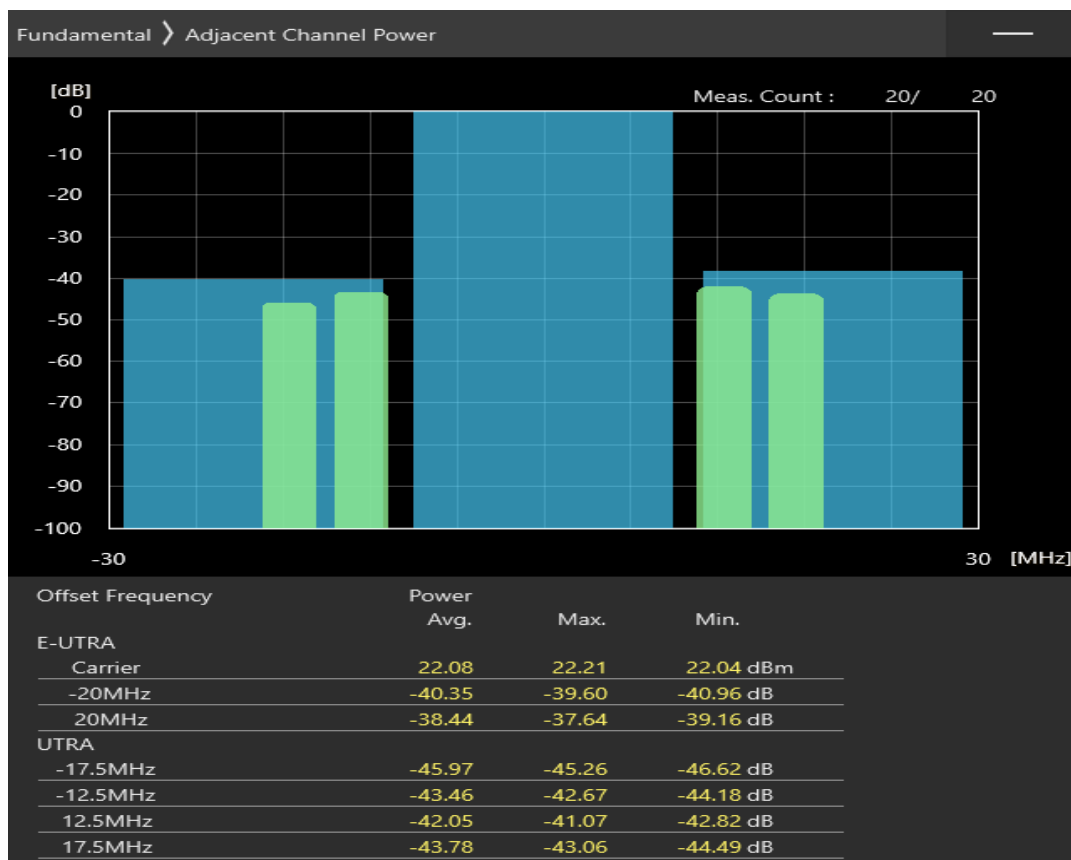 Fundamental ❯ Adjacent Channel Power
[dB]
Meas. Count : 20/ 20
0
-10
-20
-30
-40
-50
-60
-70
-80
-90
-100
-30 30 [MHz]
Offset Frequency Power
Avg. Max. Min.
E-UTRA
Carrier 22.08 22.21 22.04 dBm
-20MHz -40.35 -39.60 -40.96 dB
20MHz -38.44 -37.64 -39.16 dB
UTRA
-17.5MHz -45.97 -45.26 -46.62 dB
-12.5MHz -43.46 -42.67 -44.18 dB
12.5MHz -42.05 -41.07 -42.82 dB
17.5MHz -43.78 -43.06 -44.49 dB